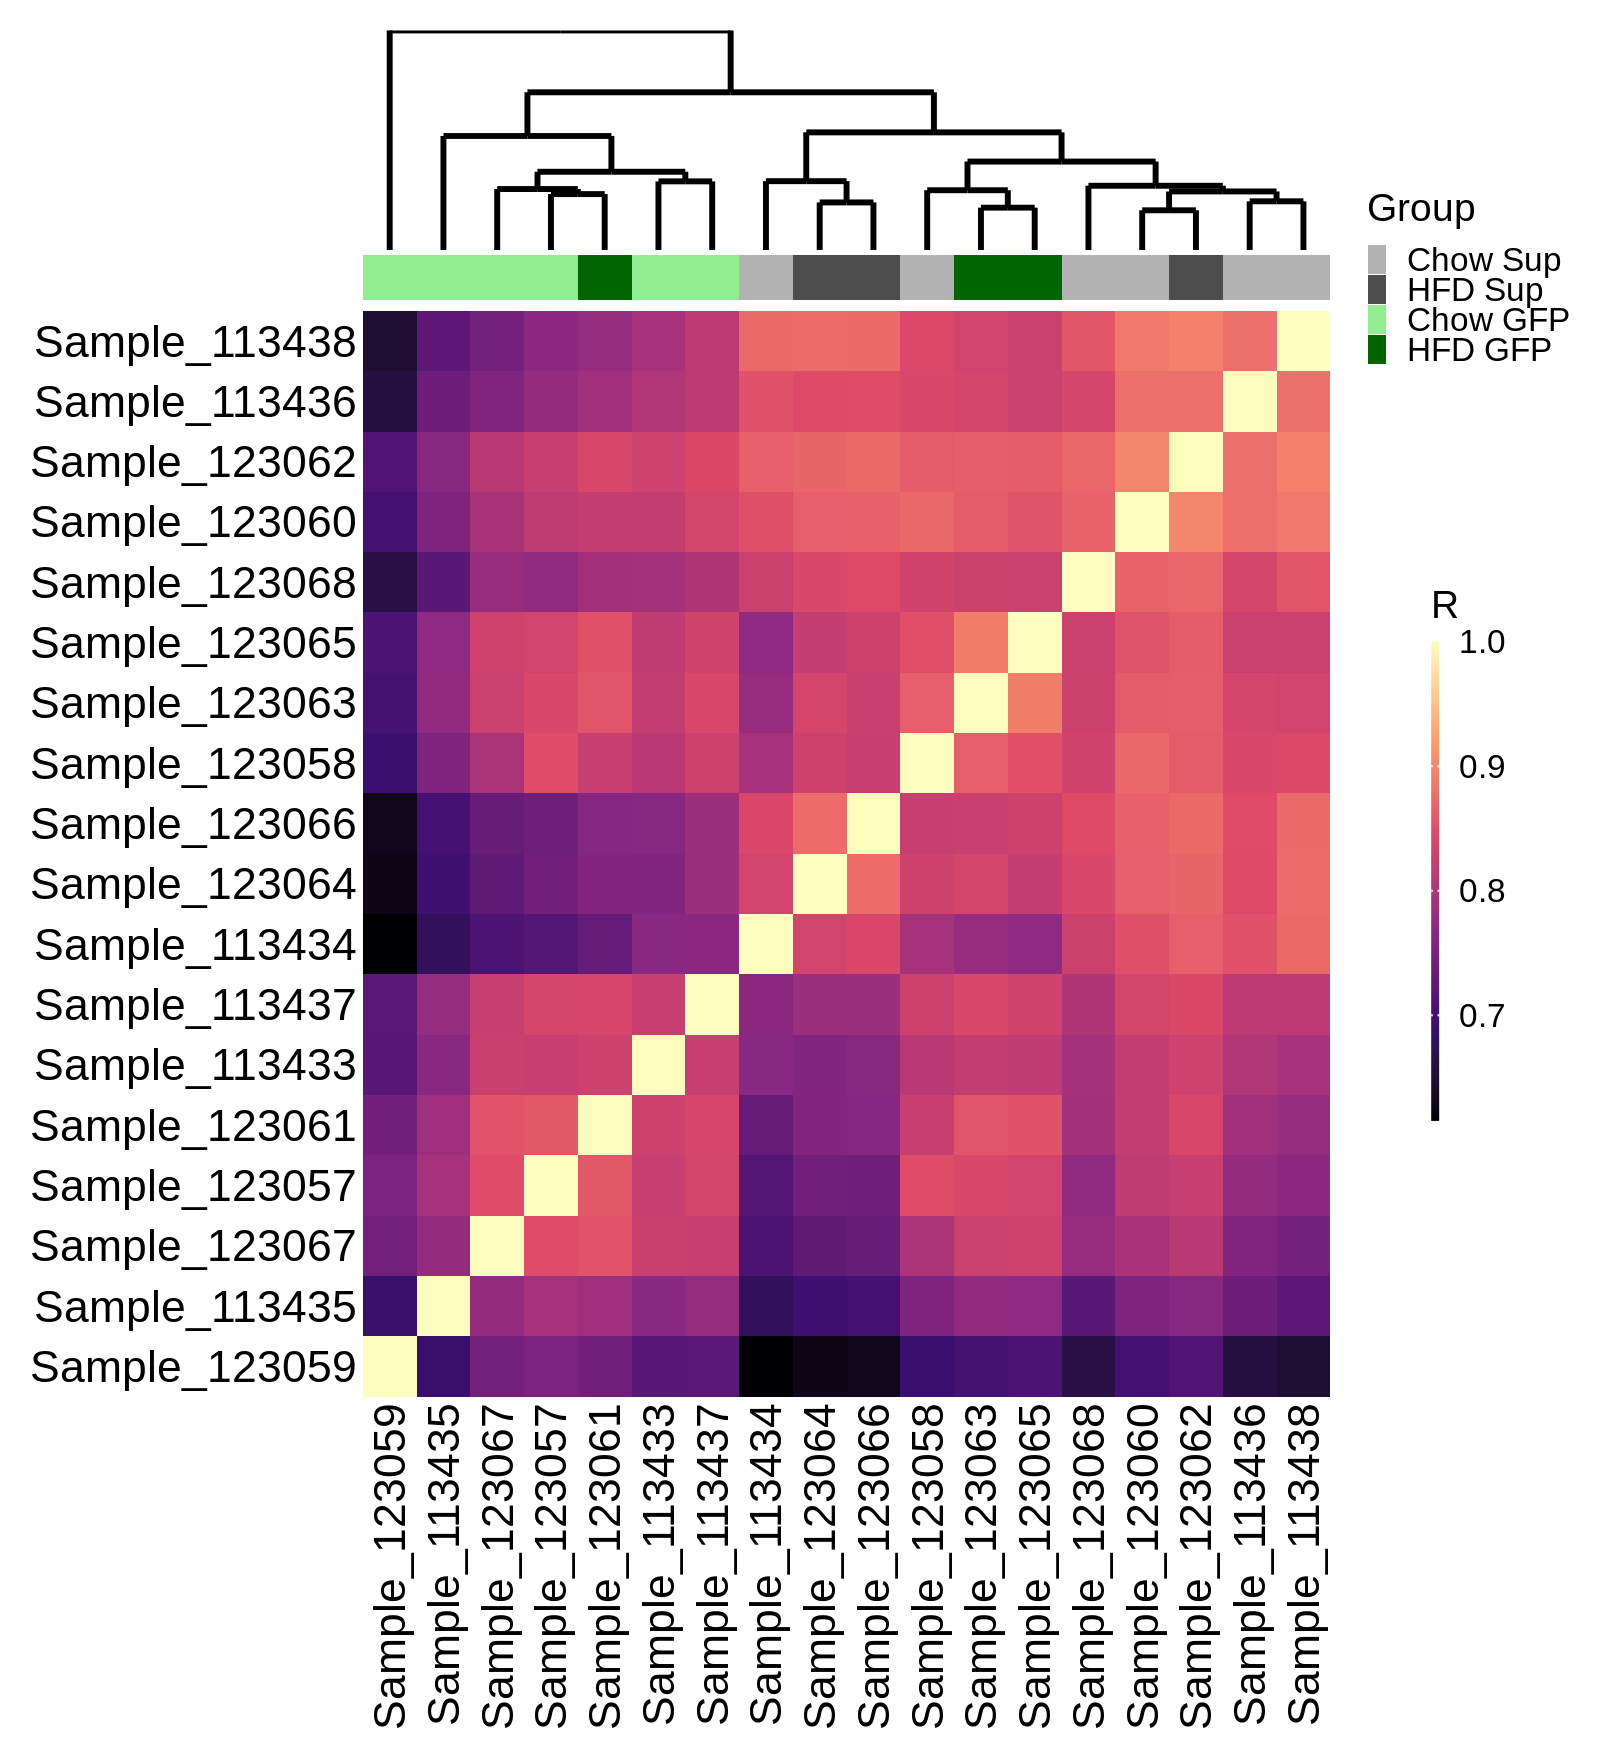 Group
Chow Sup
HFD Sup
Chow GFP
HFD GFP
Sample_113438
Sample_113436
Sample_123062
Sample_123060
Sample_123068
Sample_123065
Sample_123063
Sample_123058
Sample_123066
Sample_123064
Sample_113434
Sample_113437
Sample_113433
Sample_123061
Sample_123057
Sample_123067
Sample_113435
Sample_123059
R
1.0
0.9
0.8
0.7
Sample_123059
Sample_113435
Sample_123067
Sample_123057
Sample_123061
Sample_113433
Sample_113437
Sample_113434
Sample_123064
Sample_123066
Sample_123058
Sample_123063
Sample_123065
Sample_123068
Sample_123060
Sample_123062
Sample_113436
Sample_113438